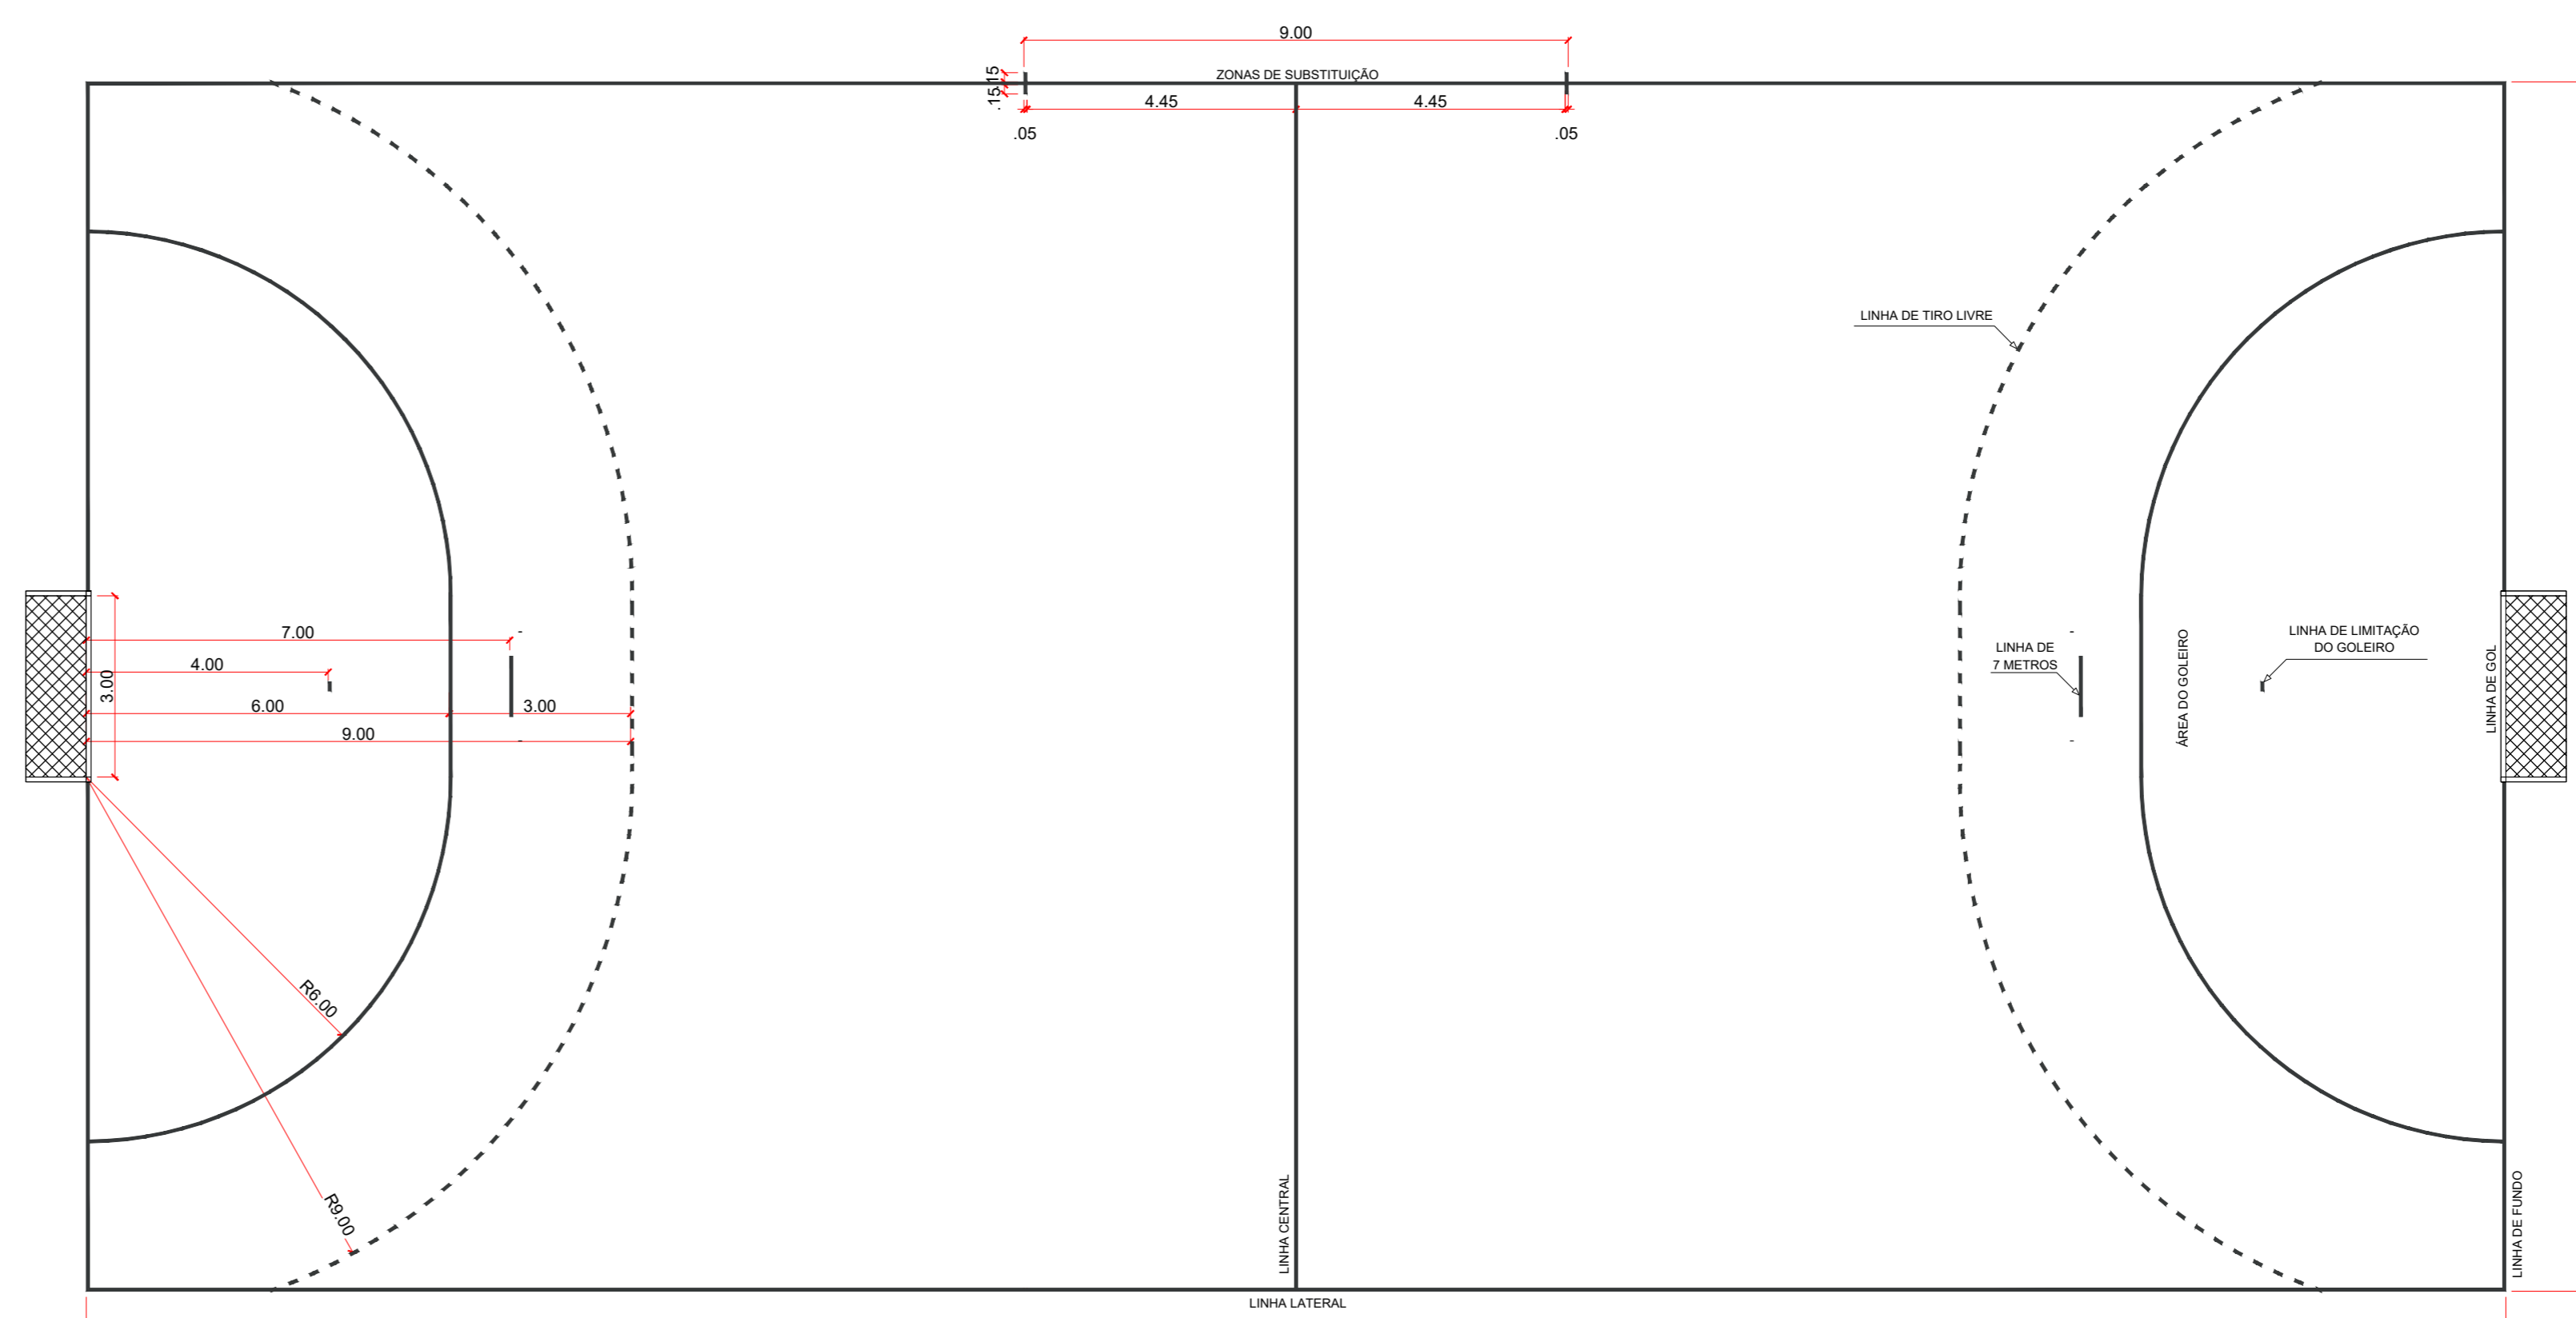 9.00
ZONAS DE SUBSTITUIÇÃO
.15
.15
4.45
4.45
.05
.05
LINHA DE TIRO LIVRE
7.00
4.00
3.00
6.00
3.00
9.00
LINHA DE
7 METROS
ÁREA DO GOLEIRO
LINHA DE LIMITAÇÃO
DO GOLEIRO
LINHA DE GOL
R6.00
R9.00
LINHA CENTRAL
LINHA DE FUNDO
LINHA LATERAL